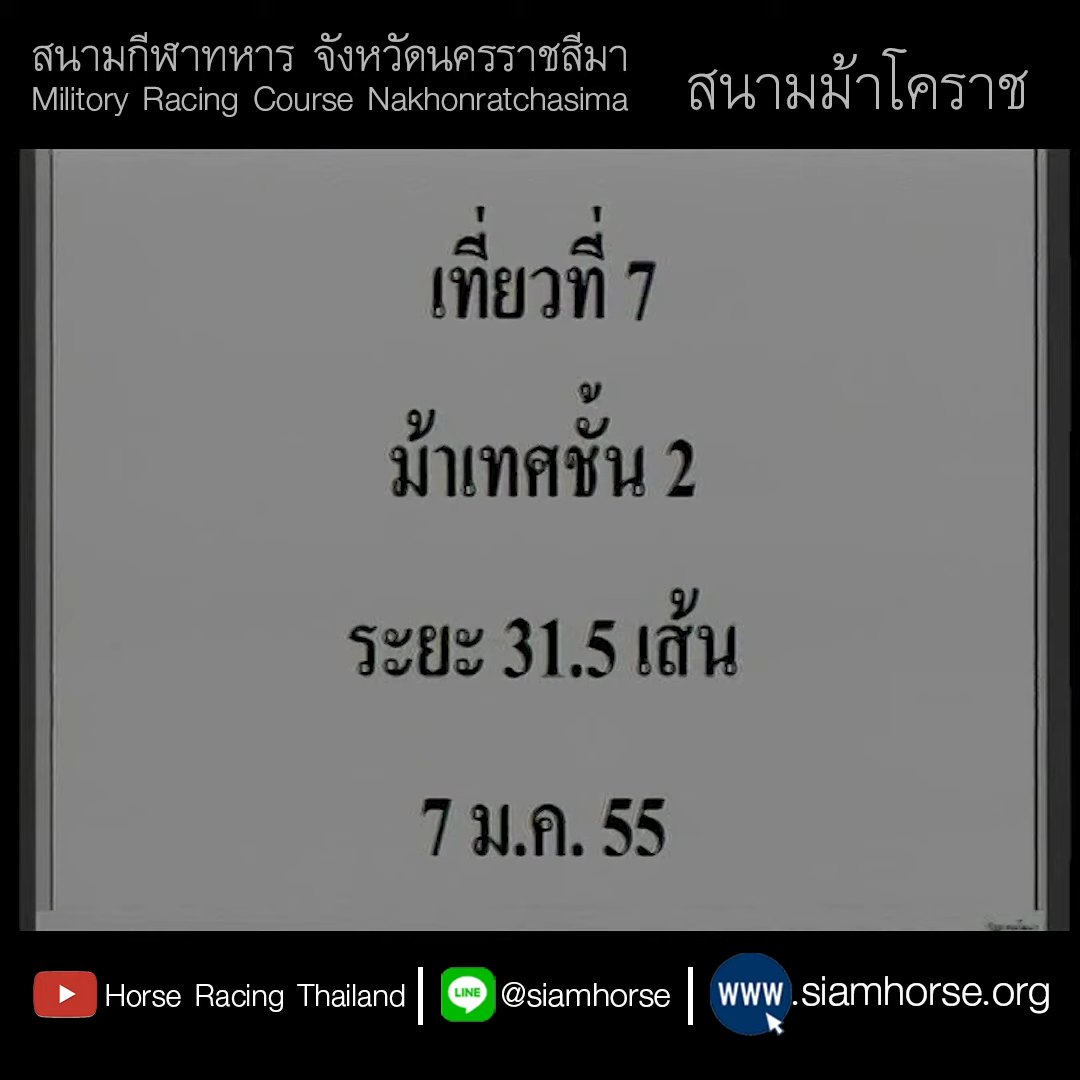 สนามกีฬาทหาร จังหวัดนครราชสีมา
Military Racing Course Nakhonratchasima
สนามม้าโคราช
เที่ยวที่ 7
ม้าเทศชั้น 2
ระยะ 31.5 เส้น
7 ม.ค. 55
Horse Racing Thailand
LINE
@siamhorse
www.siamhorse.org